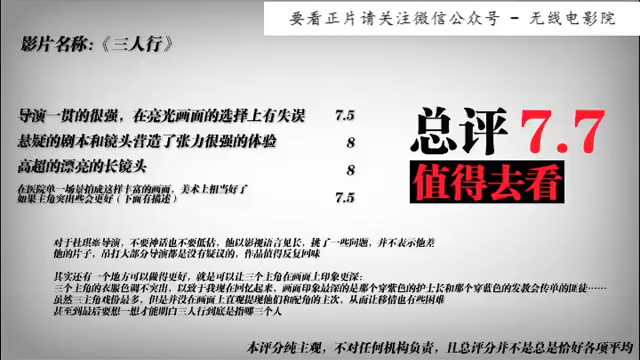 要看正片请关注微信公众号 - 无线电影院
影片名称:《三人行》
导演一贯的很强，在亮光画面的选择上有失误 7.5
悬疑的剧本和镜头营造了张力很强的体验 8
高超的漂亮的长镜头 8
在医院单一场景拍成这样丰富的画面，美术上相当好了
如果主角突出些会更好（下面有描述） 7.5
总评 7.7
值得去看
对于杜琪峯导演，不要神话也不要低估，他以影视语言见长，挑了一些问题，并不表示他差
他的片子，吊打大部分导演都是没有疑议的，作品值得反复回味
其实还有一个地方可以做得更好，就是可以让三个主角在画面上印象更深:
三个主角的衣服色调不突出，以致于我现在回忆起来，画面印象最深的是那个穿紫色的护士长和那个穿蓝色的发教会传单的匪徒……
虽然三主角戏份最多，但是并没在画面上直观提现他们和配角的主次，从而让移情也有些困难
甚至到最后要想一想才能明白三人行到底是指哪三个人
本评分纯主观，不对任何机构负责，且总评分并不是总是恰好各项平均